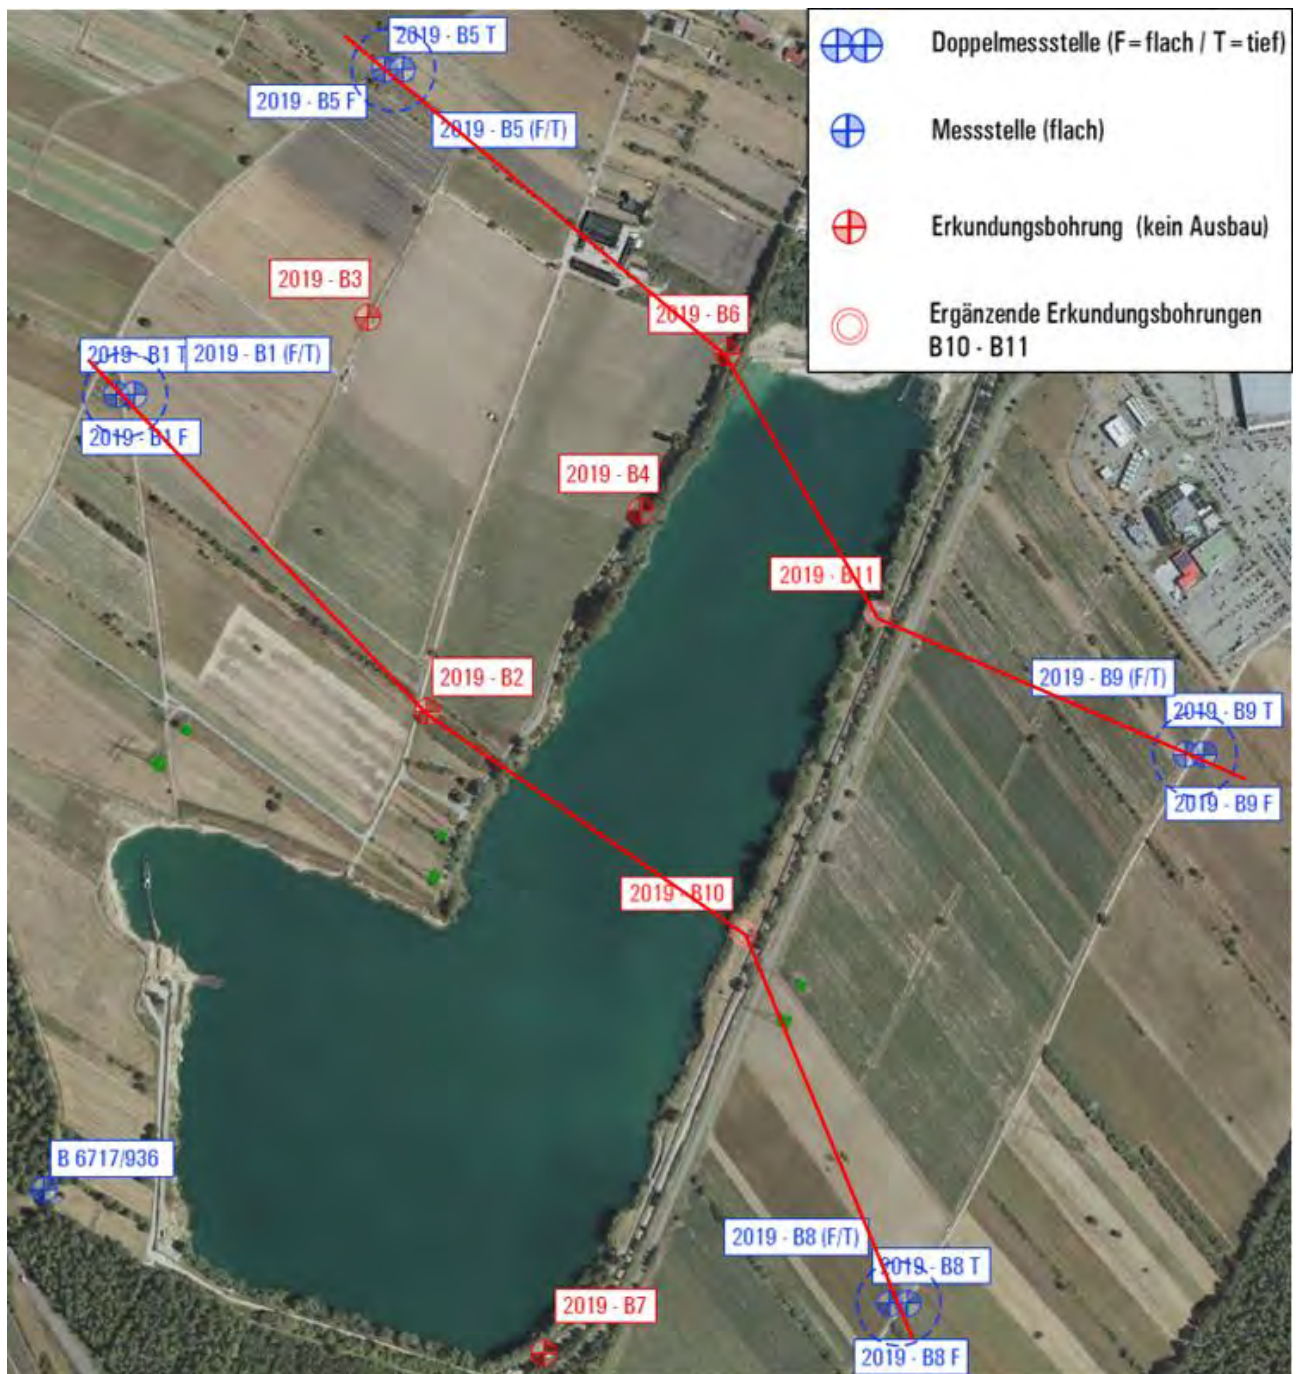 2019 - B5 T
Doppelmessstelle (F = flach / T = tief)
2019 - B5 F
2019 - B5 (F/T)
Messstelle (flach)
Erkundungsbohrung (kein Ausbau)
2019 - B3
Ergänzende Erkundungsbohrungen
B10 - B11
2019 - B6
2019 - B1 T
2019 - B1 (F/T)
2019 - B1 F
2019 - B4
2019 - B11
2019 - B2
2019 - B9 (F/T)
2019 - B9 T
2019 - B9 F
2019 - B10
B 6717/936
2019 - B8 (F/T)
2019 - B8 T
2019 - B7
2019 - B8 F